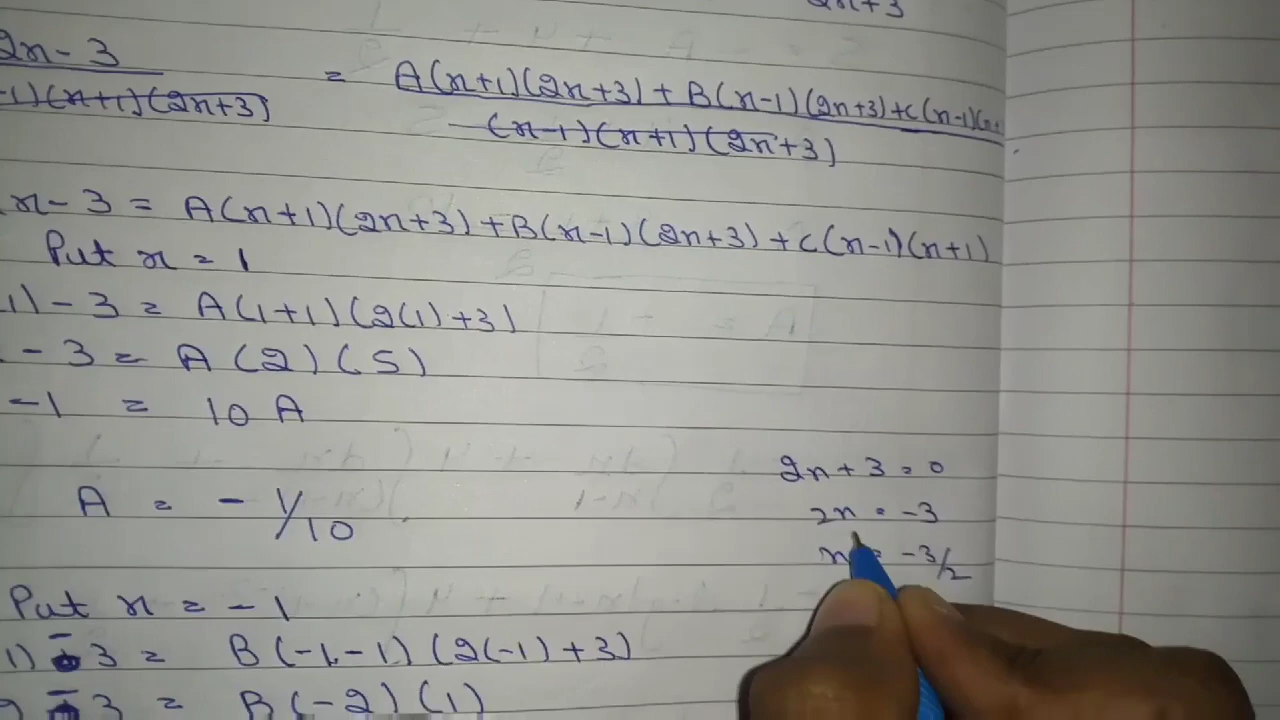 2x+3
2x-3 = A(x+1)(2x+3) + B(x-1)(2x+3)+C(x-1)(x+
-1)(x+1)(2x+3) (x-1)(x+1)(2x+3)
x-3 = A(x+1)(2x+3) + B(x-1)(2x+3) + C(x-1)(x+1)
Put x = 1
1) - 3 = A(1+1)(2(1)+3)
- 3 = A (2) (5)
-1 = 10 A
A = - 1/10
2x + 3 = 0
2x = -3
x = -3/2
Put x = -1
1) - 3 = B(-1-1) (2(-1)+3)
- 3 = B(-2) (1)